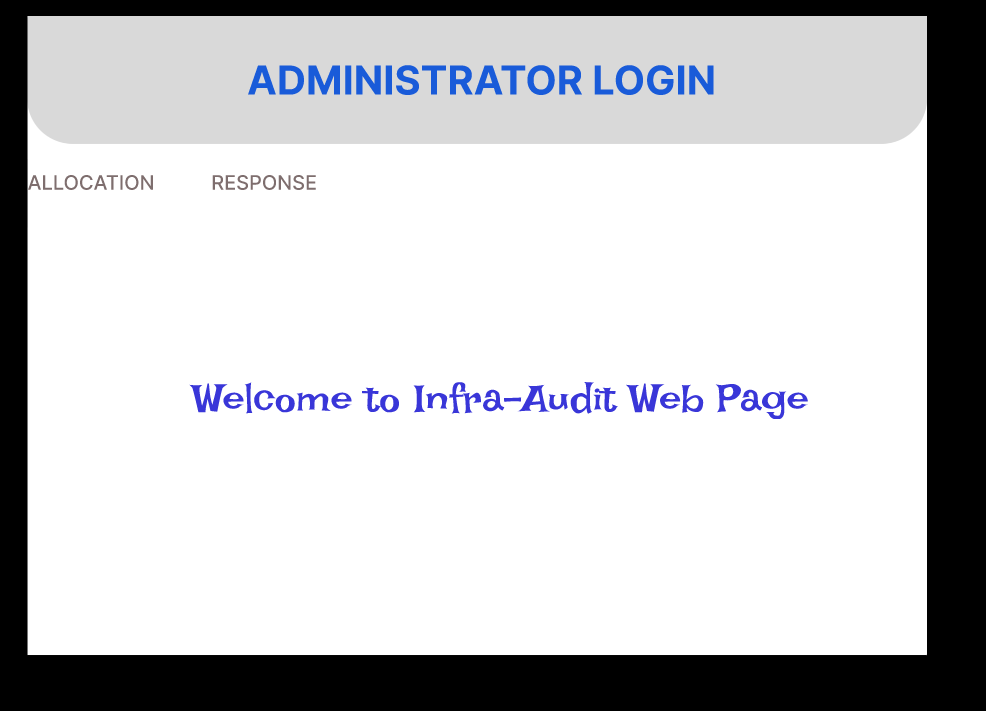 ADMINISTRATOR LOGIN
ALLOCATION RESPONSE
Welcome to Infra-Audit Web Page